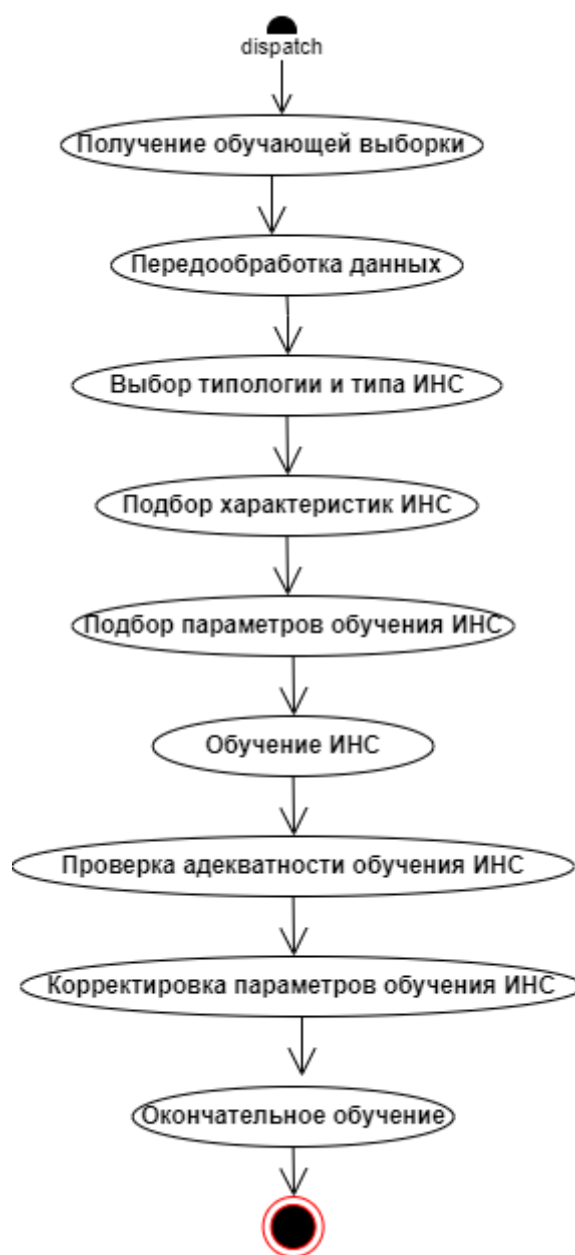 dispatch
Получение обучающей выборки
Передообработка данных
Выбор типологии и типа ИНС
Подбор характеристик ИНС
Подбор параметров обучения ИНС
Обучение ИНС
Проверка адекватности обучения ИНС
Корректировка параметров обучения ИНС
Окончательное обучение